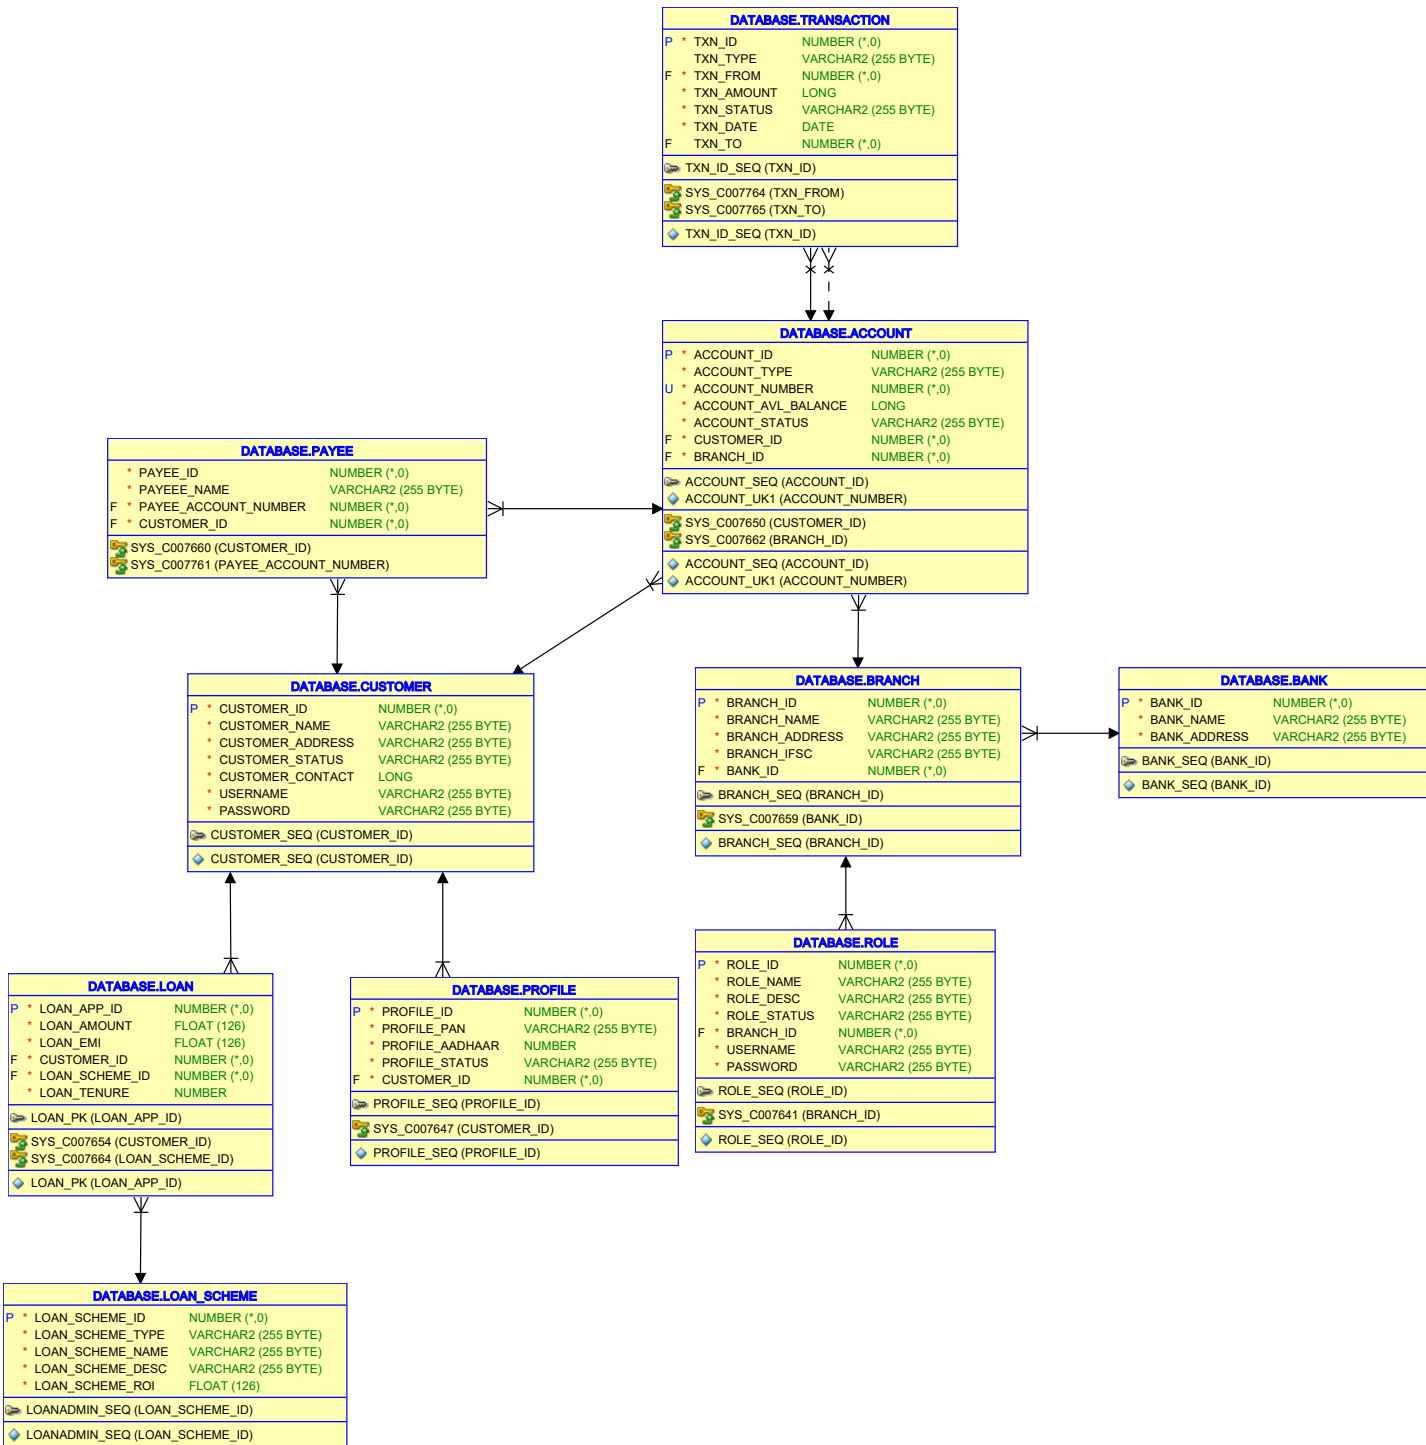 DATABASE.TRANSACTION
P * TXN_ID NUMBER (*,0)
TXN_TYPE VARCHAR2 (255 BYTE)
F * TXN_FROM NUMBER (*,0)
* TXN_AMOUNT LONG
* TXN_STATUS VARCHAR2 (255 BYTE)
* TXN_DATE DATE
F TXN_TO NUMBER (*,0)
TXN_ID_SEQ (TXN_ID)
SYS_C007764 (TXN_FROM)
SYS_C007765 (TXN_TO)
TXN_ID_SEQ (TXN_ID)
DATABASE.ACCOUNT
P * ACCOUNT_ID NUMBER (*,0)
* ACCOUNT_TYPE VARCHAR2 (255 BYTE)
U * ACCOUNT_NUMBER NUMBER (*,0)
* ACCOUNT_AVL_BALANCE LONG
* ACCOUNT_STATUS VARCHAR2 (255 BYTE)
F * CUSTOMER_ID NUMBER (*,0)
F * BRANCH_ID NUMBER (*,0)
ACCOUNT_SEQ (ACCOUNT_ID)
ACCOUNT_UK1 (ACCOUNT_NUMBER)
SYS_C007650 (CUSTOMER_ID)
SYS_C007662 (BRANCH_ID)
ACCOUNT_SEQ (ACCOUNT_ID)
ACCOUNT_UK1 (ACCOUNT_NUMBER)
DATABASE.PAYEE
* PAYEE_ID NUMBER (*,0)
* PAYEEE_NAME VARCHAR2 (255 BYTE)
F * PAYEE_ACCOUNT_NUMBER NUMBER (*,0)
F * CUSTOMER_ID NUMBER (*,0)
SYS_C007660 (CUSTOMER_ID)
SYS_C007761 (PAYEE_ACCOUNT_NUMBER)
DATABASE.CUSTOMER
P * CUSTOMER_ID NUMBER (*,0)
* CUSTOMER_NAME VARCHAR2 (255 BYTE)
* CUSTOMER_ADDRESS VARCHAR2 (255 BYTE)
* CUSTOMER_STATUS VARCHAR2 (255 BYTE)
* CUSTOMER_CONTACT LONG
* USERNAME VARCHAR2 (255 BYTE)
* PASSWORD VARCHAR2 (255 BYTE)
CUSTOMER_SEQ (CUSTOMER_ID)
CUSTOMER_SEQ (CUSTOMER_ID)
DATABASE.BRANCH
P * BRANCH_ID NUMBER (*,0)
* BRANCH_NAME VARCHAR2 (255 BYTE)
* BRANCH_ADDRESS VARCHAR2 (255 BYTE)
* BRANCH_IFSC VARCHAR2 (255 BYTE)
F * BANK_ID NUMBER (*,0)
BRANCH_SEQ (BRANCH_ID)
SYS_C007659 (BANK_ID)
BRANCH_SEQ (BRANCH_ID)
DATABASE.BANK
P * BANK_ID NUMBER (*,0)
* BANK_NAME VARCHAR2 (255 BYTE)
* BANK_ADDRESS VARCHAR2 (255 BYTE)
BANK_SEQ (BANK_ID)
BANK_SEQ (BANK_ID)
DATABASE.LOAN
P * LOAN_APP_ID NUMBER (*,0)
* LOAN_AMOUNT FLOAT (126)
* LOAN_EMI FLOAT (126)
F * CUSTOMER_ID NUMBER (*,0)
F * LOAN_SCHEME_ID NUMBER (*,0)
* LOAN_TENURE NUMBER
LOAN_PK (LOAN_APP_ID)
SYS_C007654 (CUSTOMER_ID)
SYS_C007664 (LOAN_SCHEME_ID)
LOAN_PK (LOAN_APP_ID)
DATABASE.PROFILE
P * PROFILE_ID NUMBER (*,0)
* PROFILE_PAN VARCHAR2 (255 BYTE)
* PROFILE_AADHAAR NUMBER
* PROFILE_STATUS VARCHAR2 (255 BYTE)
F * CUSTOMER_ID NUMBER (*,0)
PROFILE_SEQ (PROFILE_ID)
SYS_C007647 (CUSTOMER_ID)
PROFILE_SEQ (PROFILE_ID)
DATABASE.ROLE
P * ROLE_ID NUMBER (*,0)
* ROLE_NAME VARCHAR2 (255 BYTE)
* ROLE_DESC VARCHAR2 (255 BYTE)
* ROLE_STATUS VARCHAR2 (255 BYTE)
F * BRANCH_ID NUMBER (*,0)
* USERNAME VARCHAR2 (255 BYTE)
* PASSWORD VARCHAR2 (255 BYTE)
ROLE_SEQ (ROLE_ID)
SYS_C007641 (BRANCH_ID)
ROLE_SEQ (ROLE_ID)
DATABASE.LOAN_SCHEME
P * LOAN_SCHEME_ID NUMBER (*,0)
* LOAN_SCHEME_TYPE VARCHAR2 (255 BYTE)
* LOAN_SCHEME_NAME VARCHAR2 (255 BYTE)
* LOAN_SCHEME_DESC VARCHAR2 (255 BYTE)
* LOAN_SCHEME_ROI FLOAT (126)
LOANADMIN_SEQ (LOAN_SCHEME_ID)
LOANADMIN_SEQ (LOAN_SCHEME_ID)